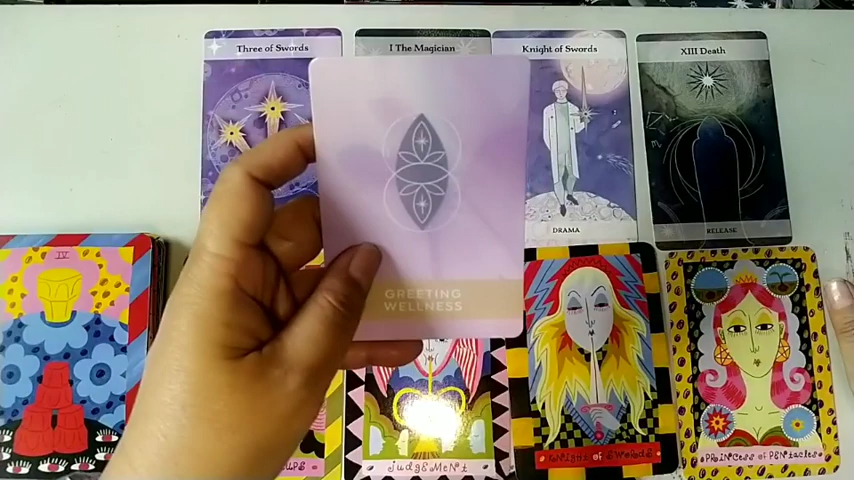 Three of Swords
I The Magician
Knight of Swords
XIII Death
DRAMA
RELEASE
GREETING
WELLNESS
IV
JUDGEMENT
KNIGHT of SWORDS
PRINCESS of PENTacles